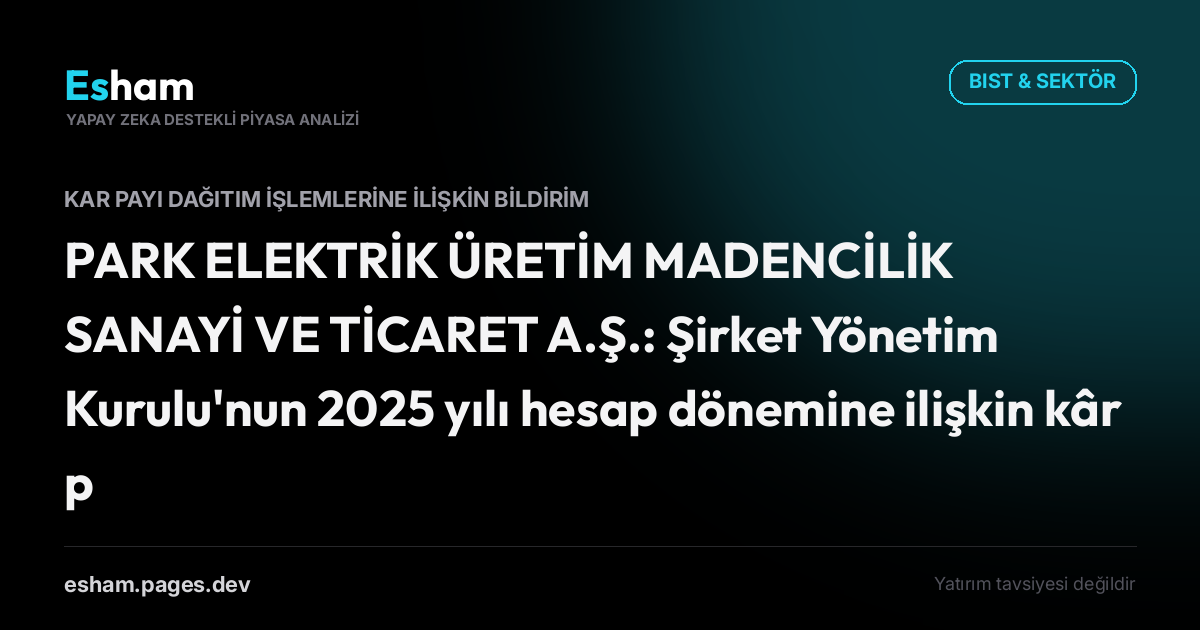 Esham
BIST & SEKTÖR
YAPAY ZEKA DESTEKLİ PİYASA ANALİZİ
KAR PAYI DAĞITIM İŞLEMLERİNE İLİŞKİN BİLDİRİM
PARK ELEKTRİK ÜRETİM MADENCİLİK
SANAYİ VE TİCARET A.Ş.: Şirket Yönetim
Kurulu'nun 2025 yılı hesap dönemine ilişkin kâr
p
esham.pages.dev
Yatırım tavsiyesi değildir